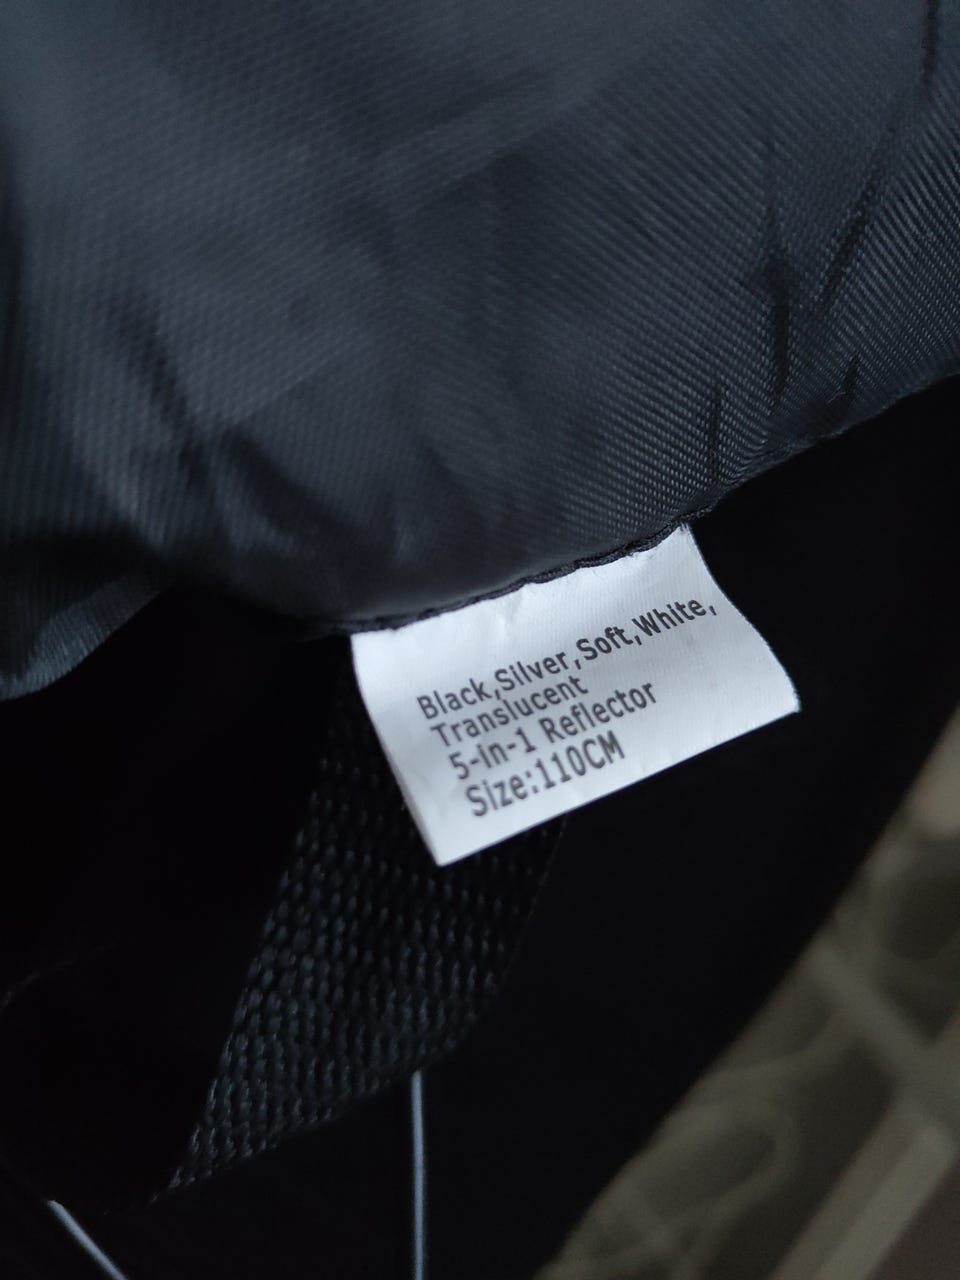 Black,Silver,Soft,White,
Translucent
5-in-1 Reflector
Size:110CM